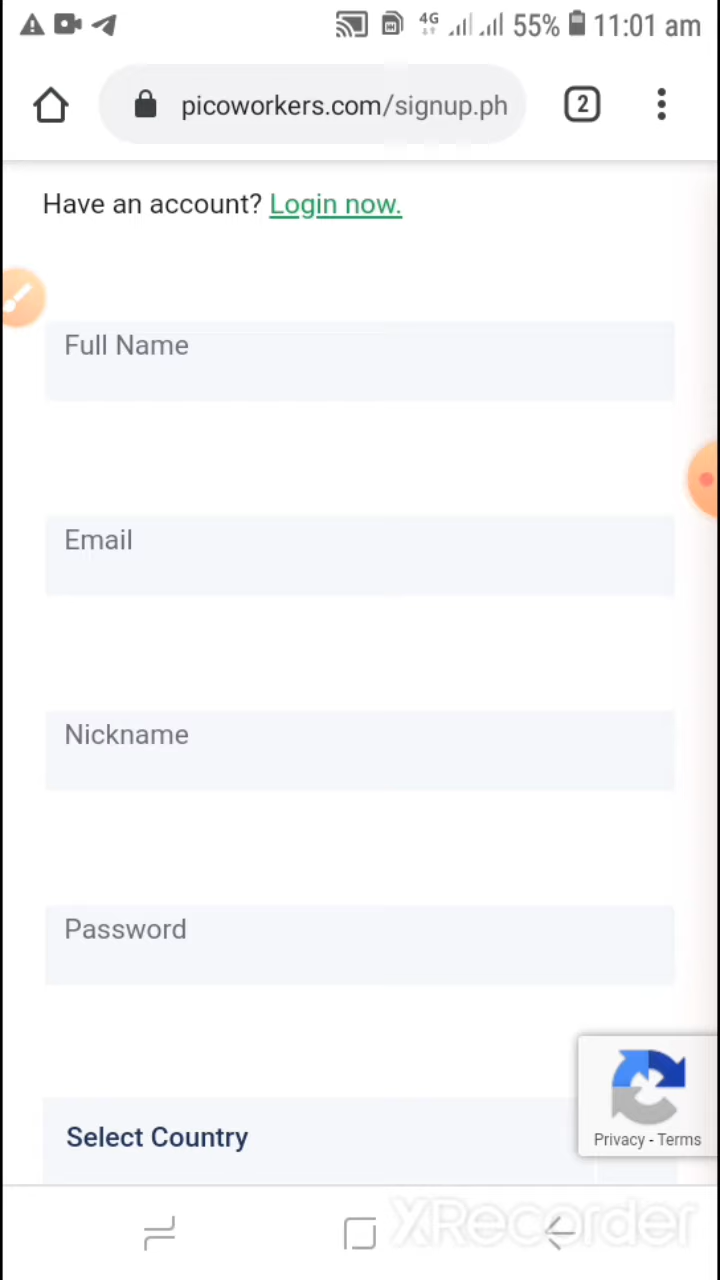 4G 55% 11:01 am
picoworkers.com/signup.ph 2
Have an account? Login now.
Full Name
Email
Nickname
Password
Select Country
Privacy - Terms
XRecorder